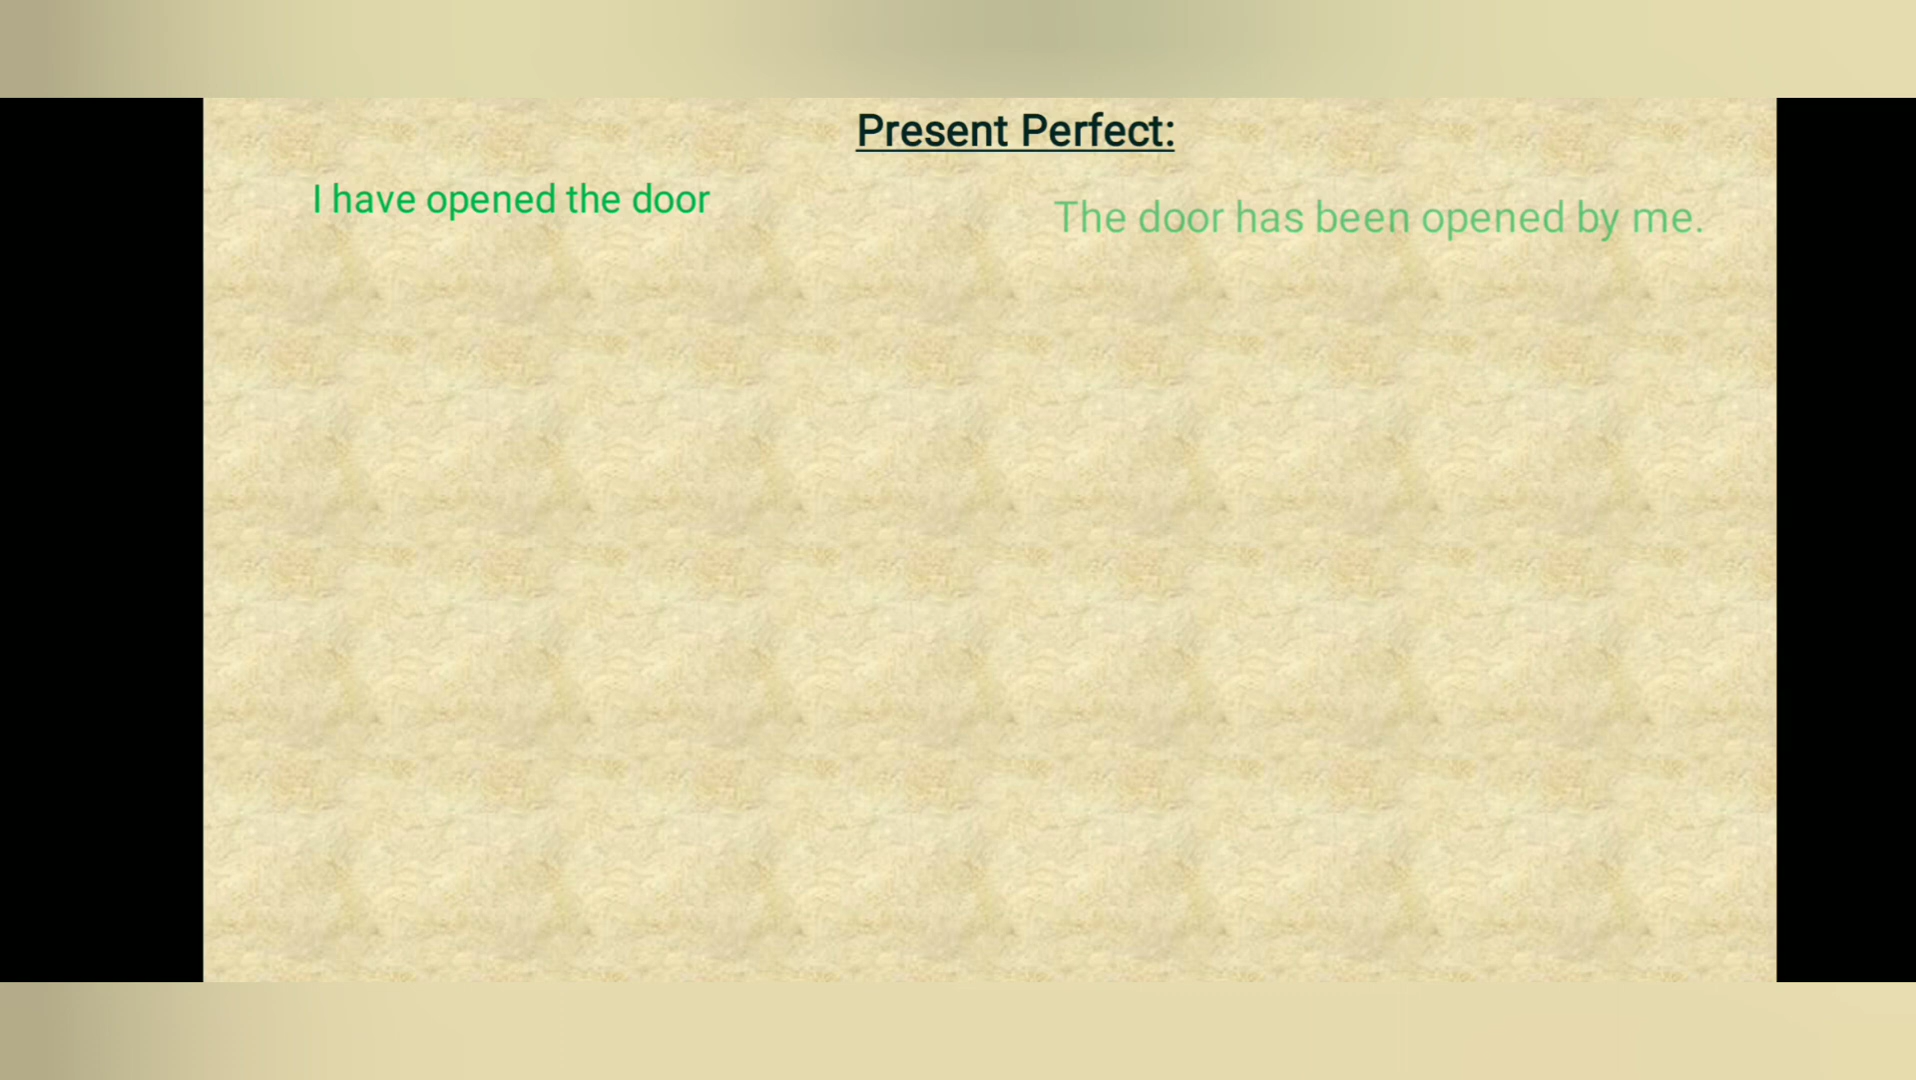 Present Perfect:
I have opened the door
The door has been opened by me.